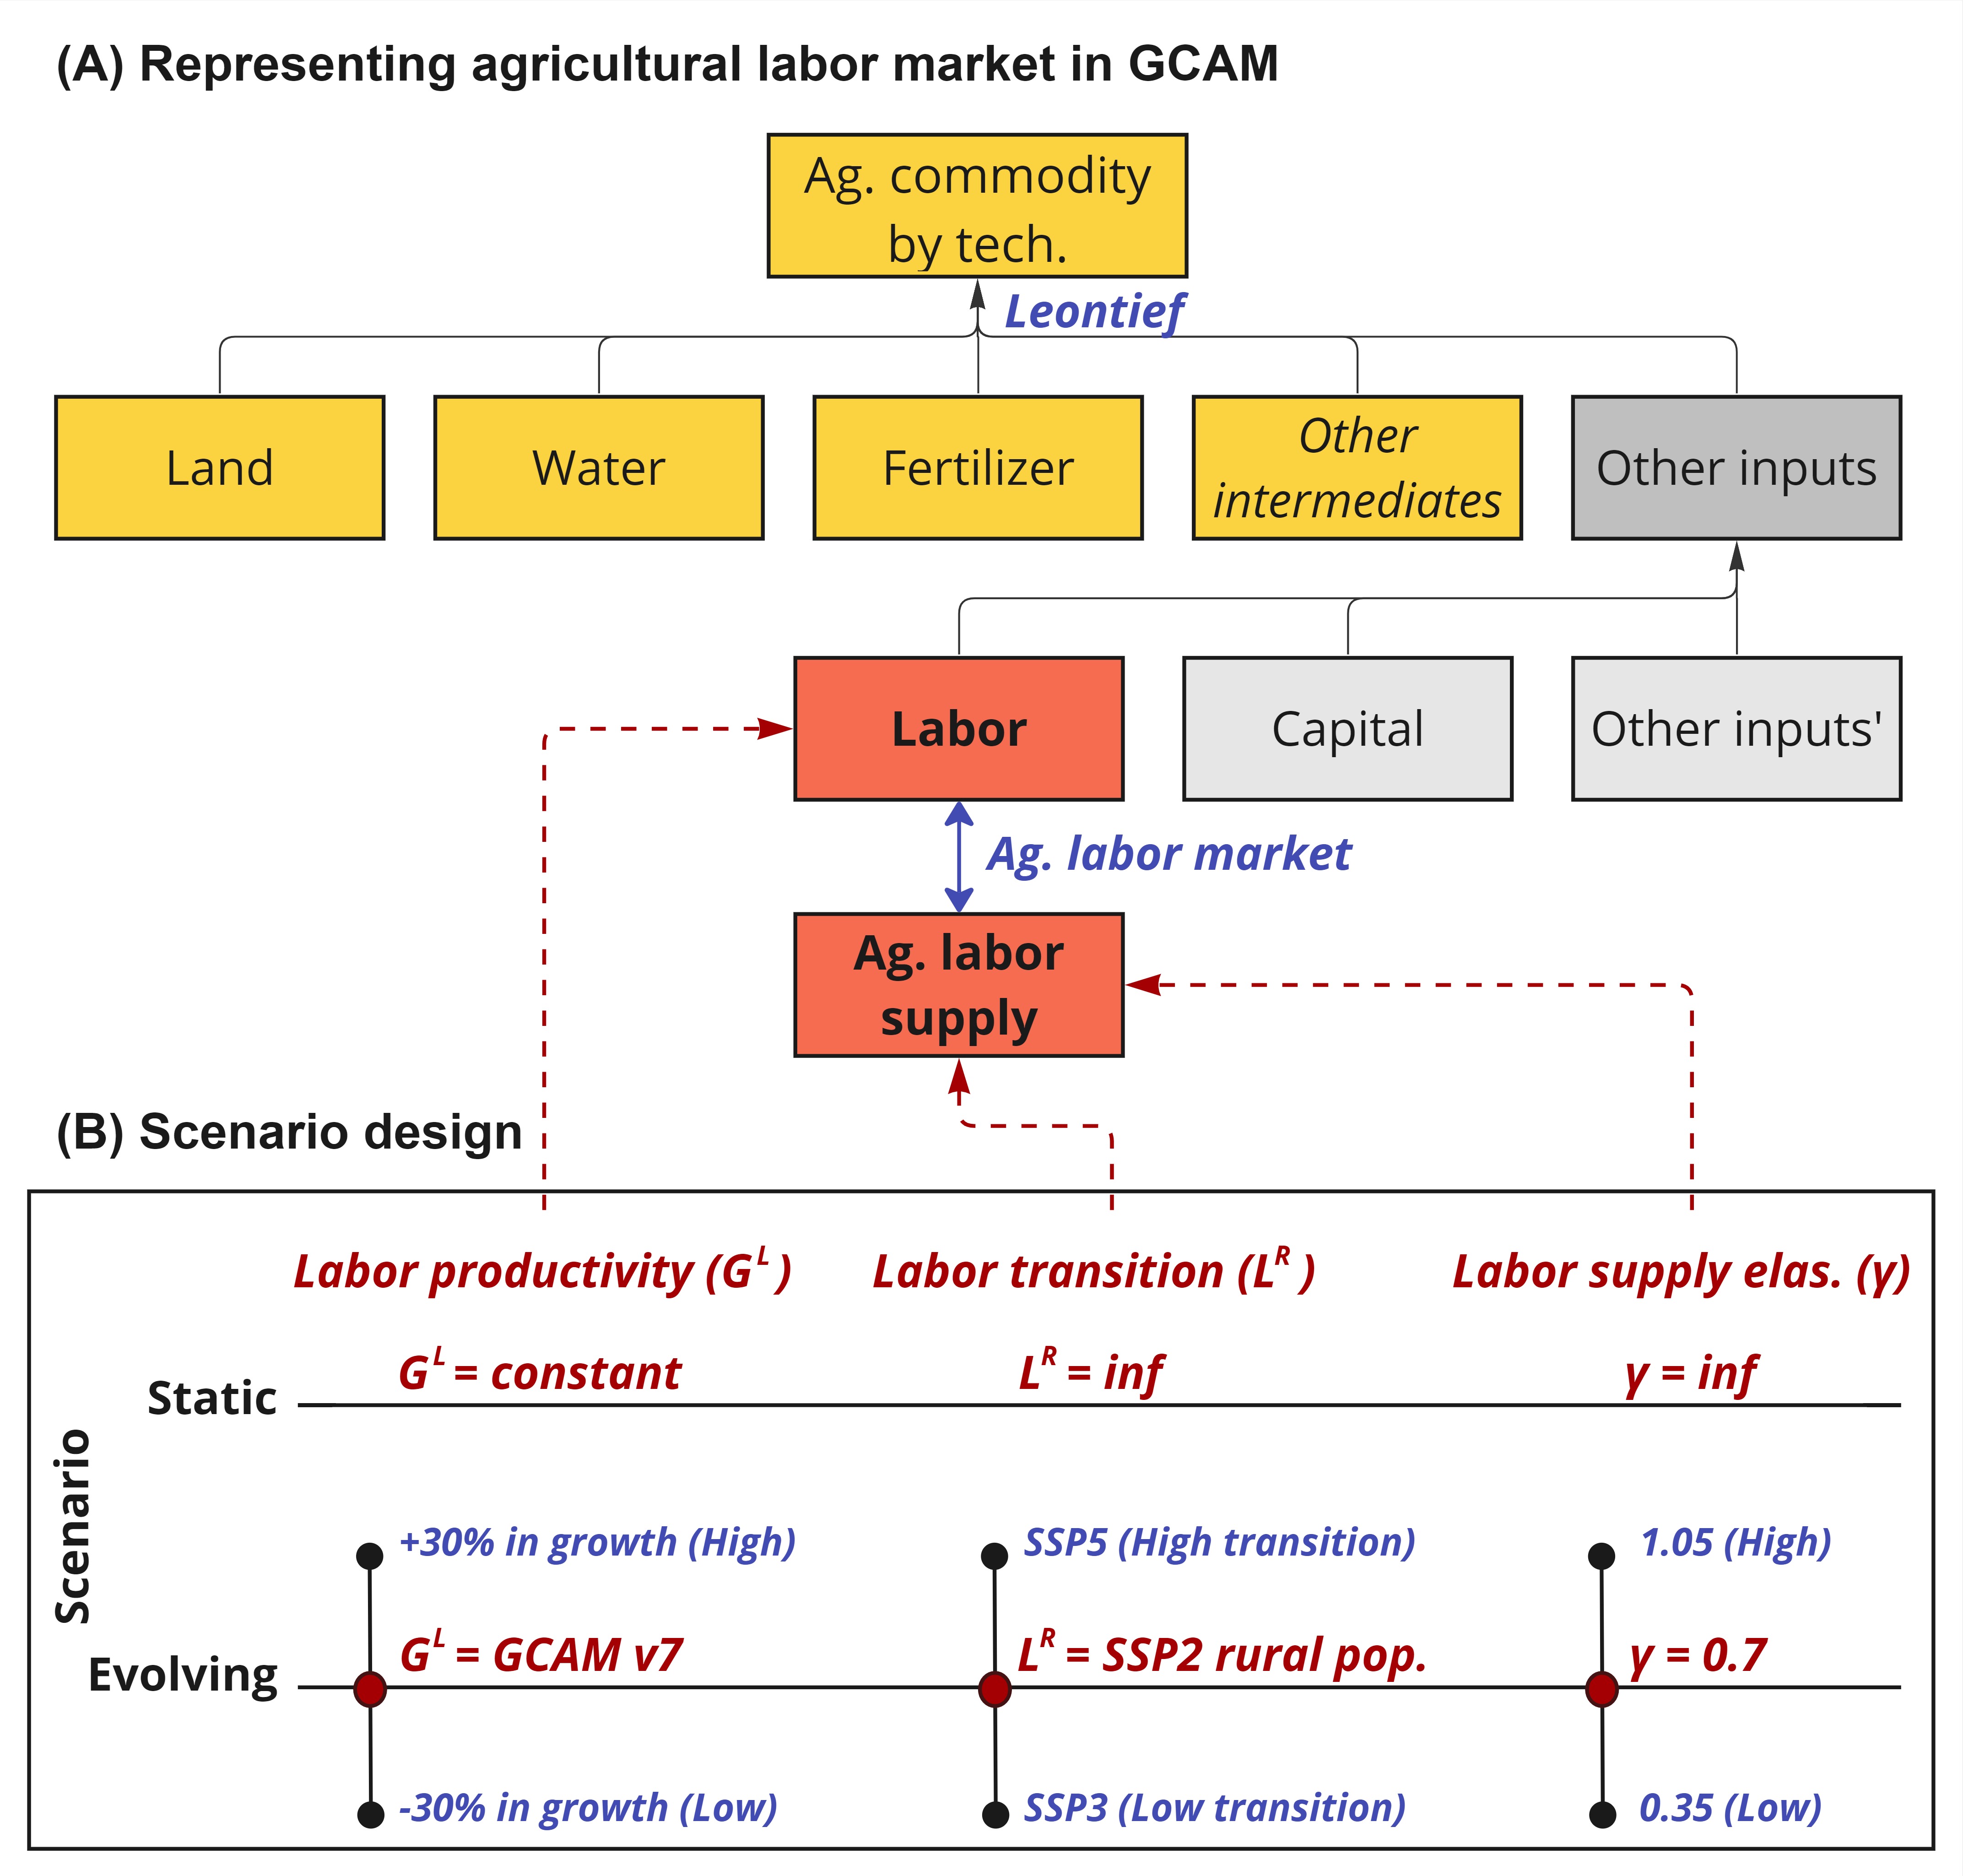 (A) Representing agricultural labor market in GCAM
Ag. commodity
by tech.
Leontief
Land
Water
Fertilizer
Other
intermediates
Other inputs
Labor
Capital
Other inputs'
Ag. labor market
Ag. labor
supply
(B) Scenario design
Labor productivity (G^L)
Labor transition (L^R)
Labor supply elas. (γ)
Scenario
Static
G^L = constant
L^R = inf
γ = inf
+30% in growth (High)
SSP5 (High transition)
1.05 (High)
Evolving
G^L = GCAM v7
L^R = SSP2 rural pop.
γ = 0.7
-30% in growth (Low)
SSP3 (Low transition)
0.35 (Low)